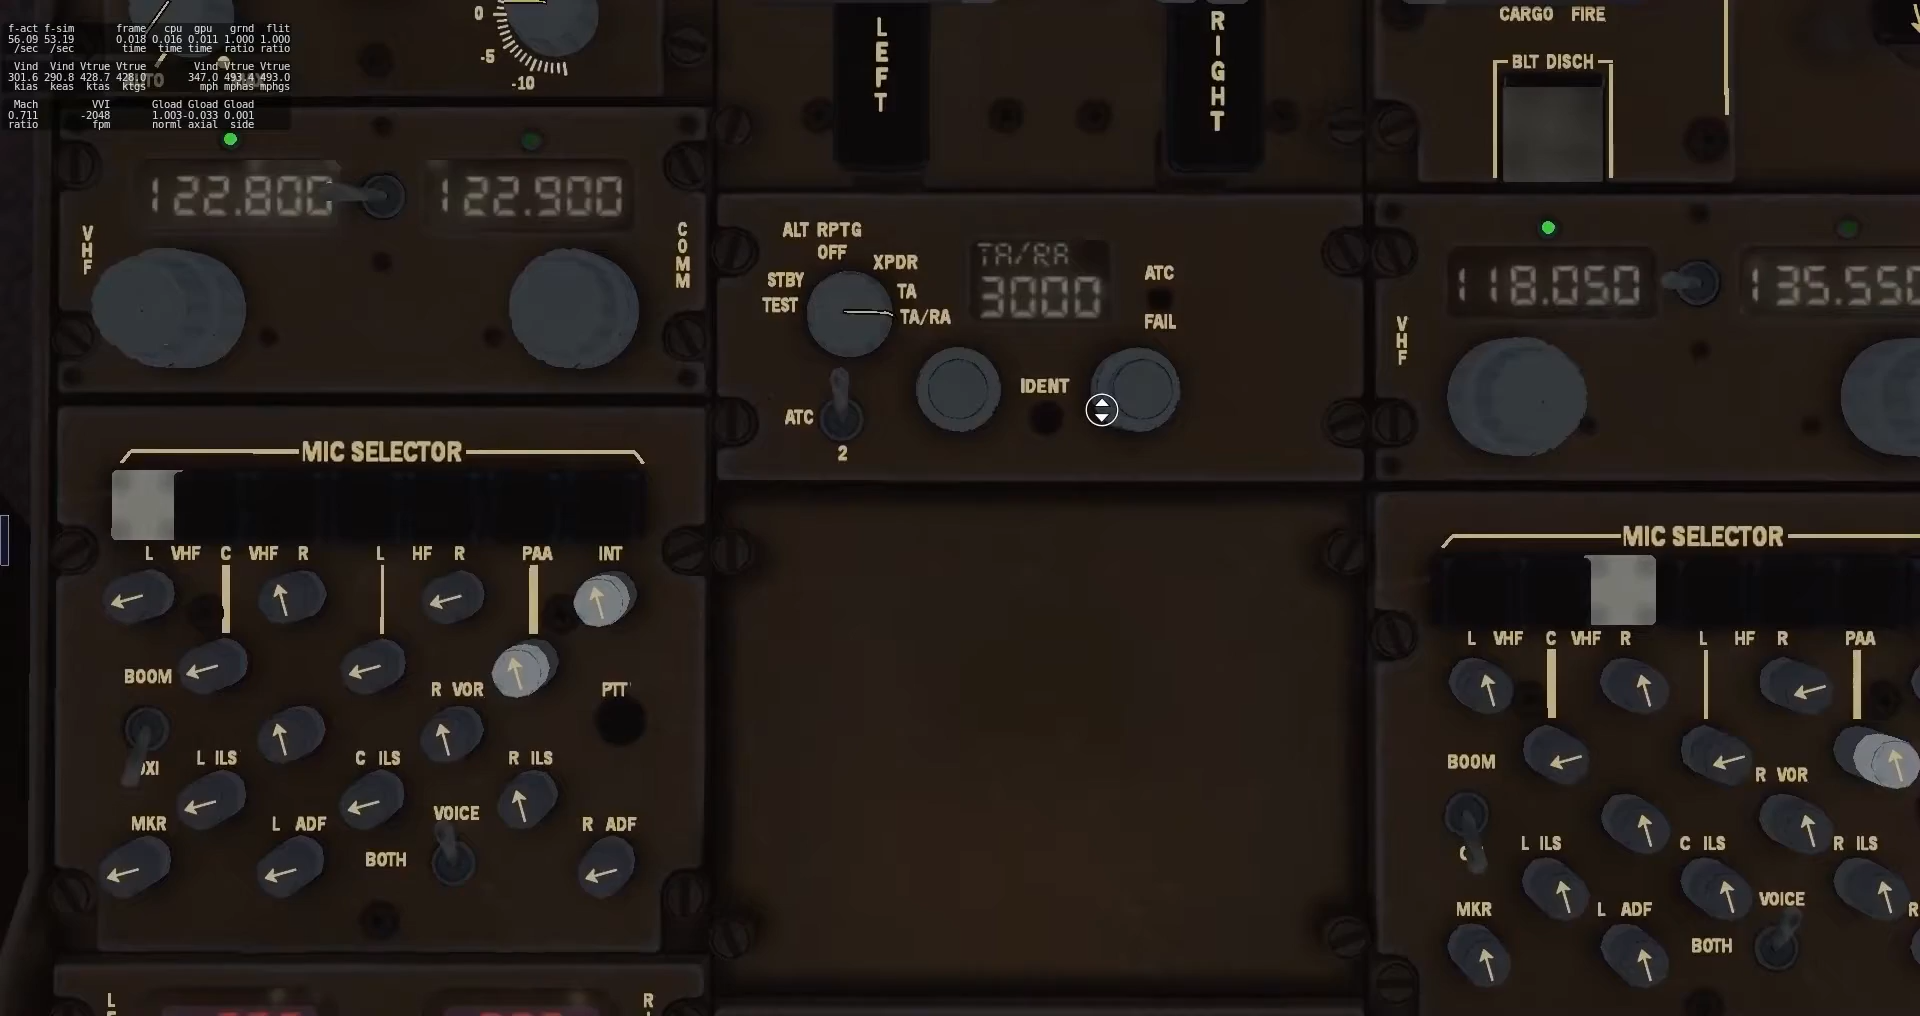 f-act f-sim frame cpu gpu grnd flit
56.09 53.19 0.018 0.016 0.011 1.000 1.000
/sec /sec time time time ratio ratio
Vind Vind Vtrue Vtrue Vind Vtrue Vtrue
301.6 290.8 428.7 428.0 347.0 493.4 493.0
kias keas ktas ktgs mph mphas mphgs
Mach VVI Gload Gload Gload
0.711 -2048 1.003 -0.033 0.001
ratio fpm norml axial side
0
-5
-10
LEFT
RIGHT
CARGO FIRE
BLT DISCH
122.800
122.900
VHF
COMM
ALT RPTG
OFF
XPDR
STBY
TA
TEST
TA/RA
TA/RA
3000
ATC
FAIL
IDENT
ATC
2
118.050
VHF
MIC SELECTOR
L VHF C VHF R L HF R PAA INT
BOOM
R VOR
PTT
L ILS C ILS R ILS
MKR L ADF VOICE R ADF
BOTH
MIC SELECTOR
L VHF C VHF R L HF R PAA
BOOM
R VOR
L ILS C ILS R ILS
MKR L ADF VOICE
BOTH